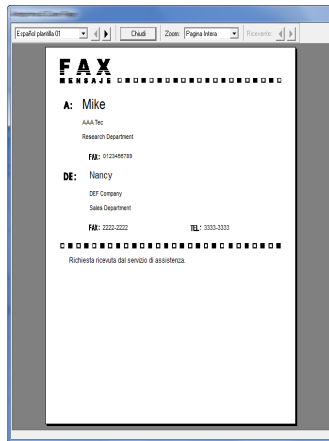 Español plantilla 01 Chiudi Zoom: Pagina Intera Ricevente:
FAX
MENSAJE
A: Mike
AAA Tec
Research Department
FAX: 0123456789
DE: Nancy
DEF Company
Sales Department
FAX: 2222-2222 TEL: 3333-3333
Richiesta ricevuta dal servizio di assistenza.